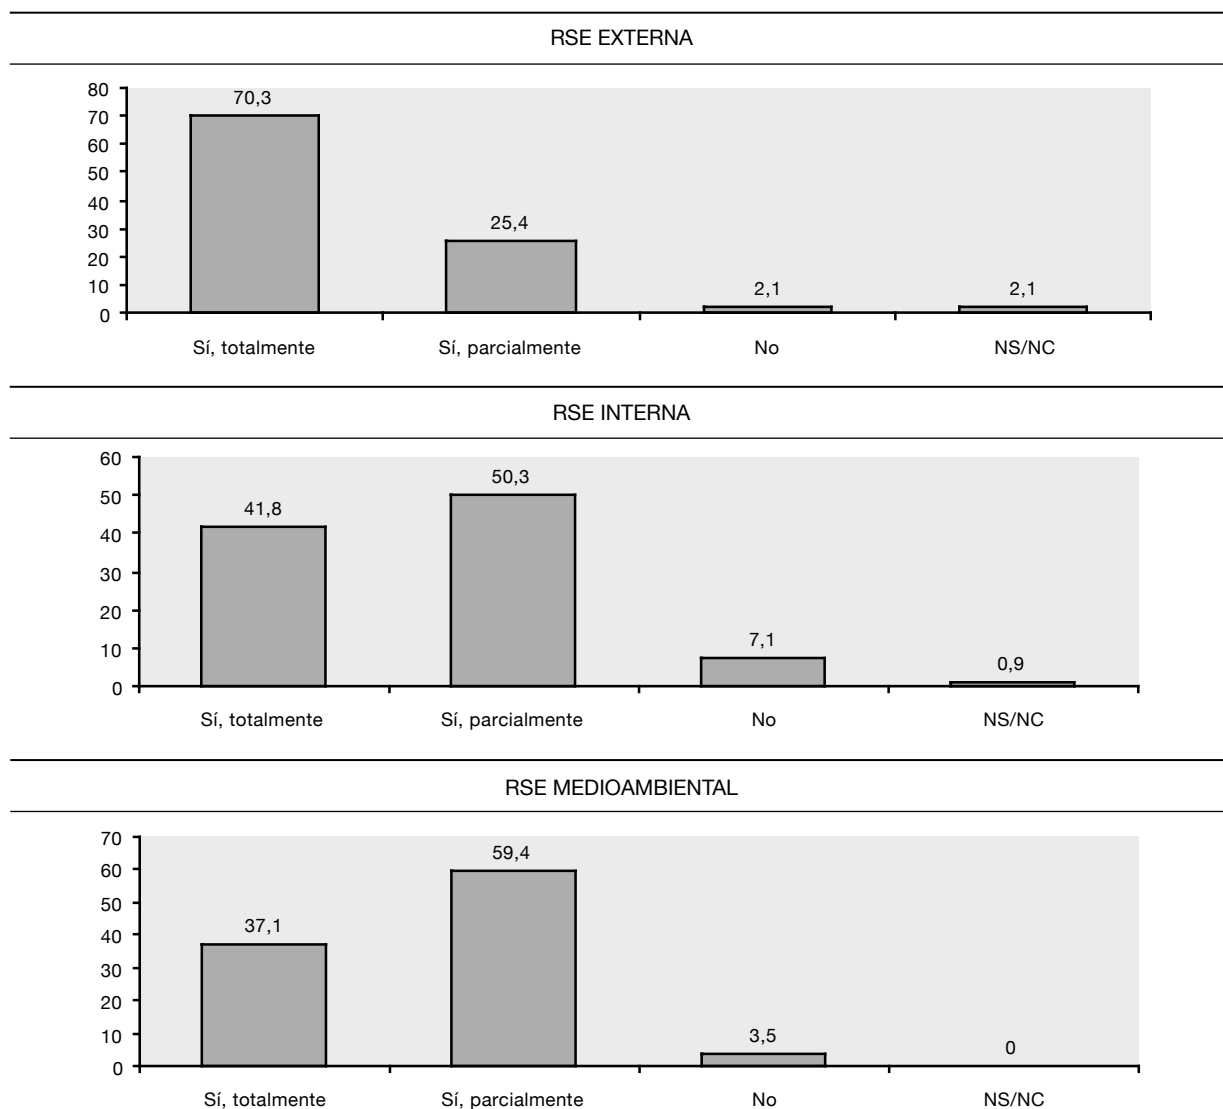 RSE EXTERNA
80
70
60
50
40
30
20
10
0
70,3
25,4
2,1
2,1
Sí, totalmente
Sí, parcialmente
No
NS/NC
RSE INTERNA
60
50
40
30
20
10
0
41,8
50,3
7,1
0,9
Sí, totalmente
Sí, parcialmente
No
NS/NC
RSE MEDIOAMBIENTAL
70
60
50
40
30
20
10
0
37,1
59,4
3,5
0
Sí, totalmente
Sí, parcialmente
No
NS/NC